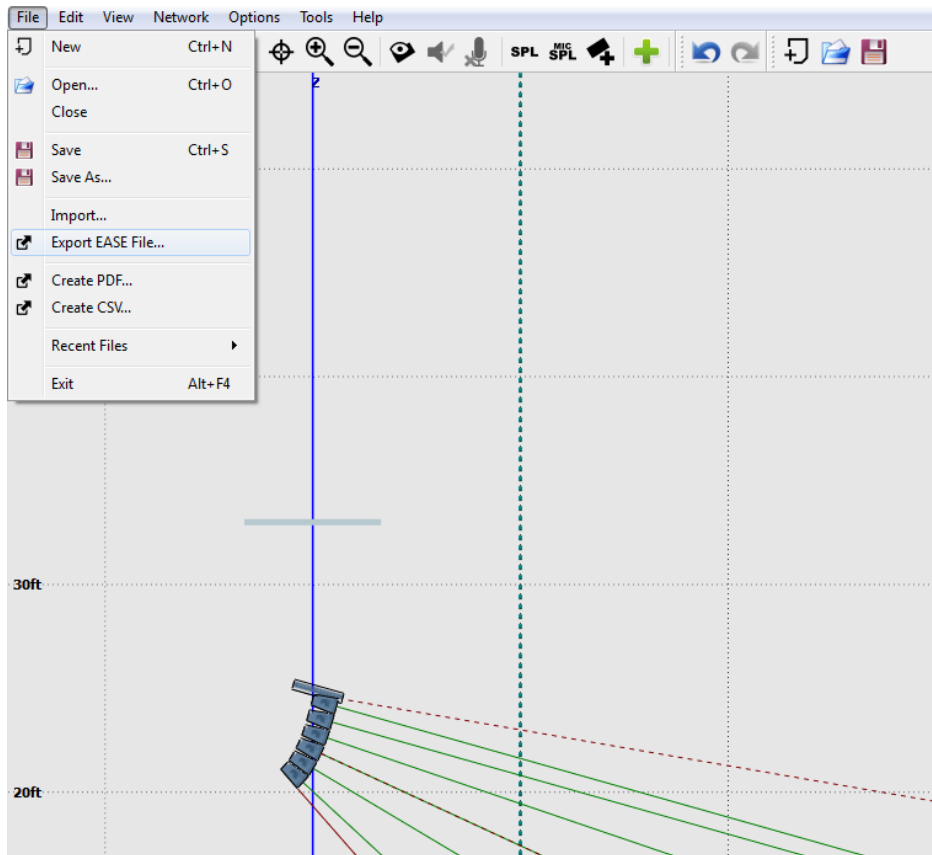 File Edit View Network Options Tools Help
New Ctrl+N
Open... Ctrl+O
Close
Save Ctrl+S
Save As...
Import...
Export EASE File...
Create PDF...
Create CSV...
Recent Files
Exit Alt+F4
SPL MIC SPL
Z
30ft
20ft